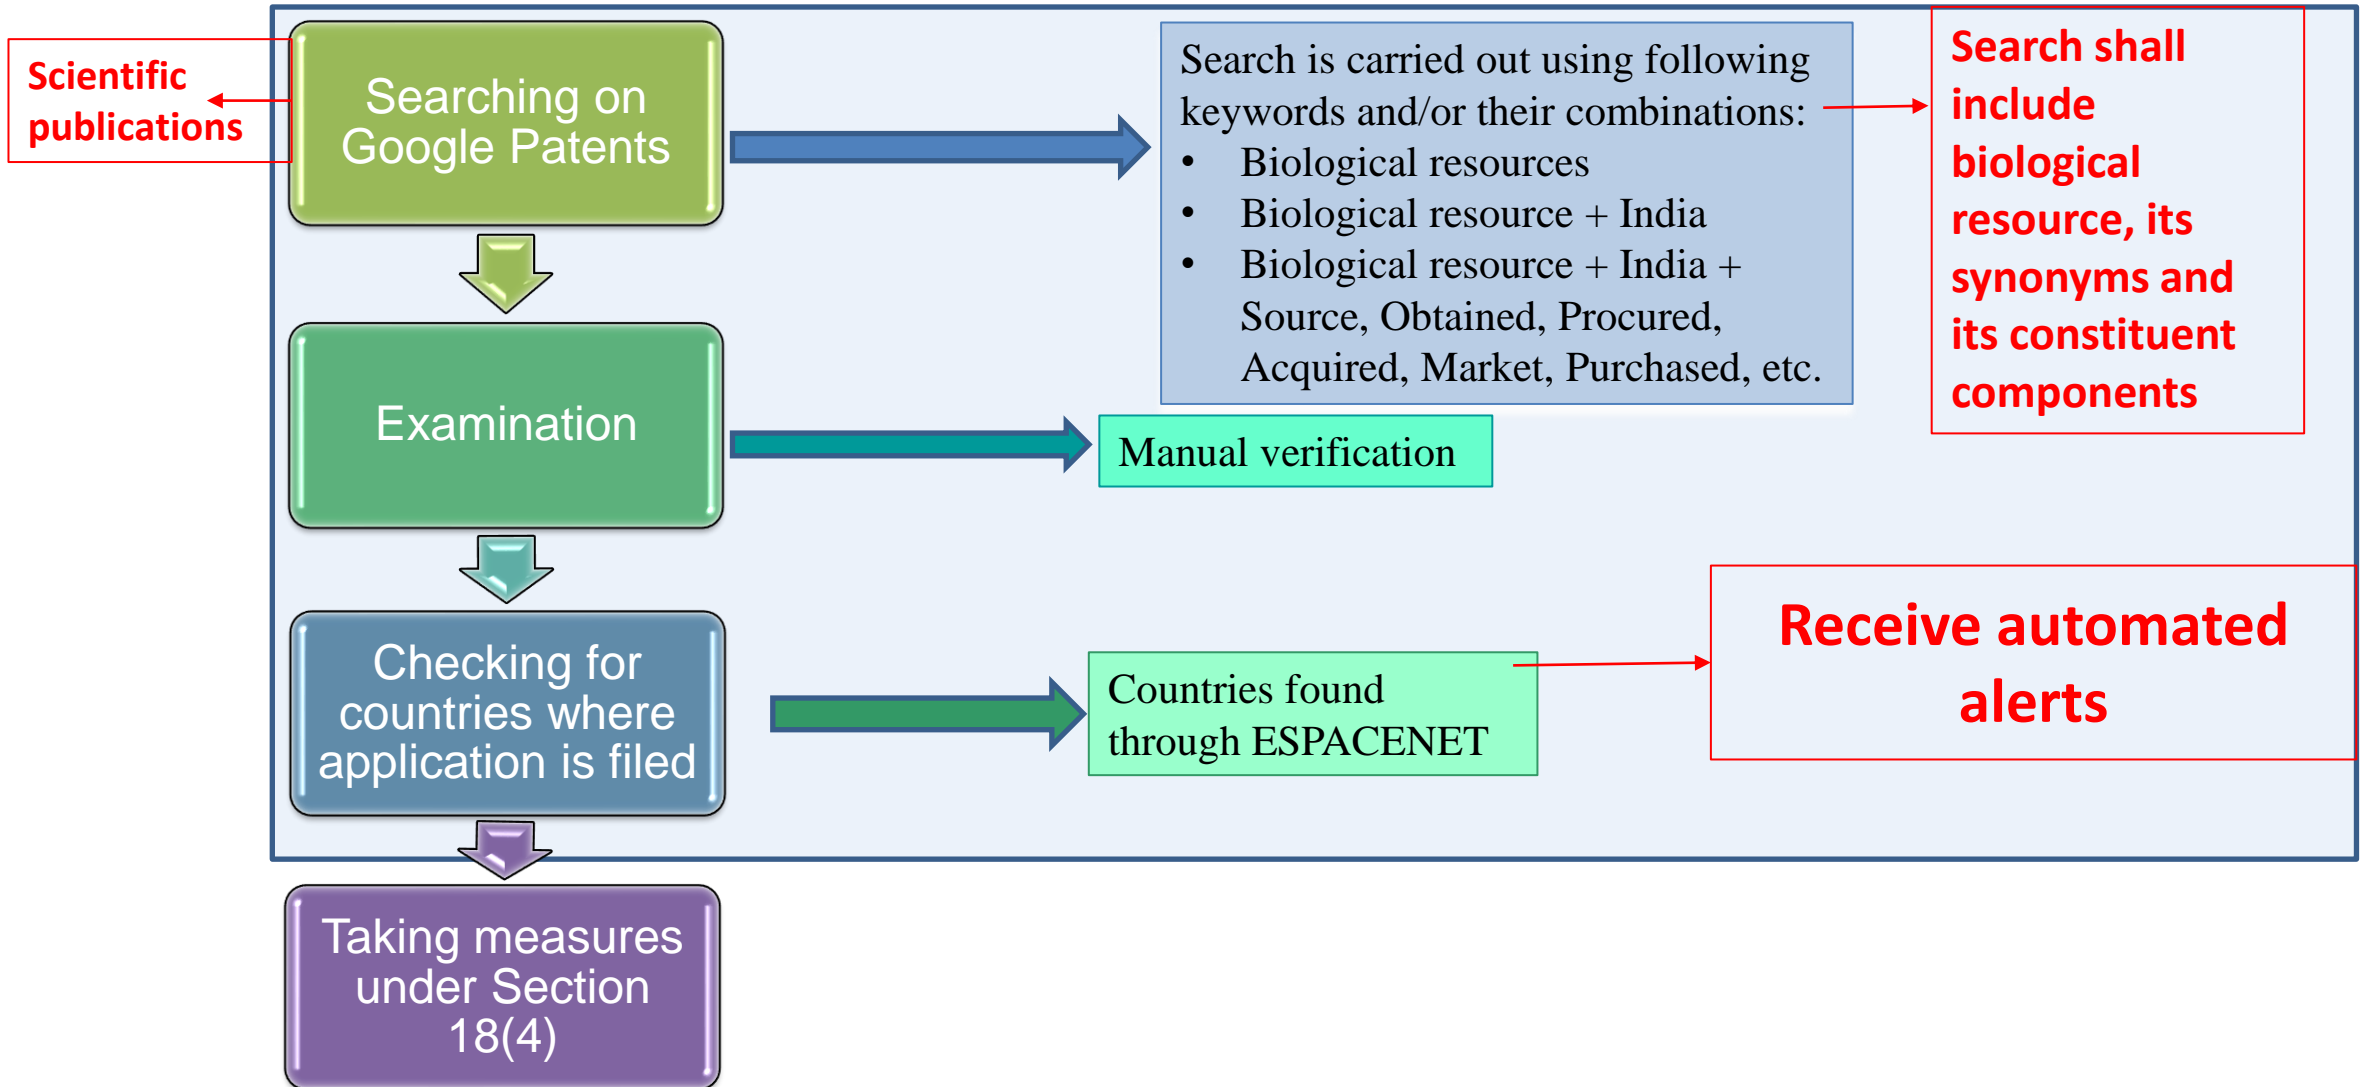 Scientific
publications
Searching on
Google Patents
Search is carried out using following
keywords and/or their combinations:
• Biological resources
• Biological resource + India
• Biological resource + India +
Source, Obtained, Procured,
Acquired, Market, Purchased, etc.
Search shall
include
biological
resource, its
synonyms and
its constituent
components
Examination
Manual verification
Checking for
countries where
application is filed
Countries found
through ESPACENET
Receive automated
alerts
Taking measures
under Section
18(4)